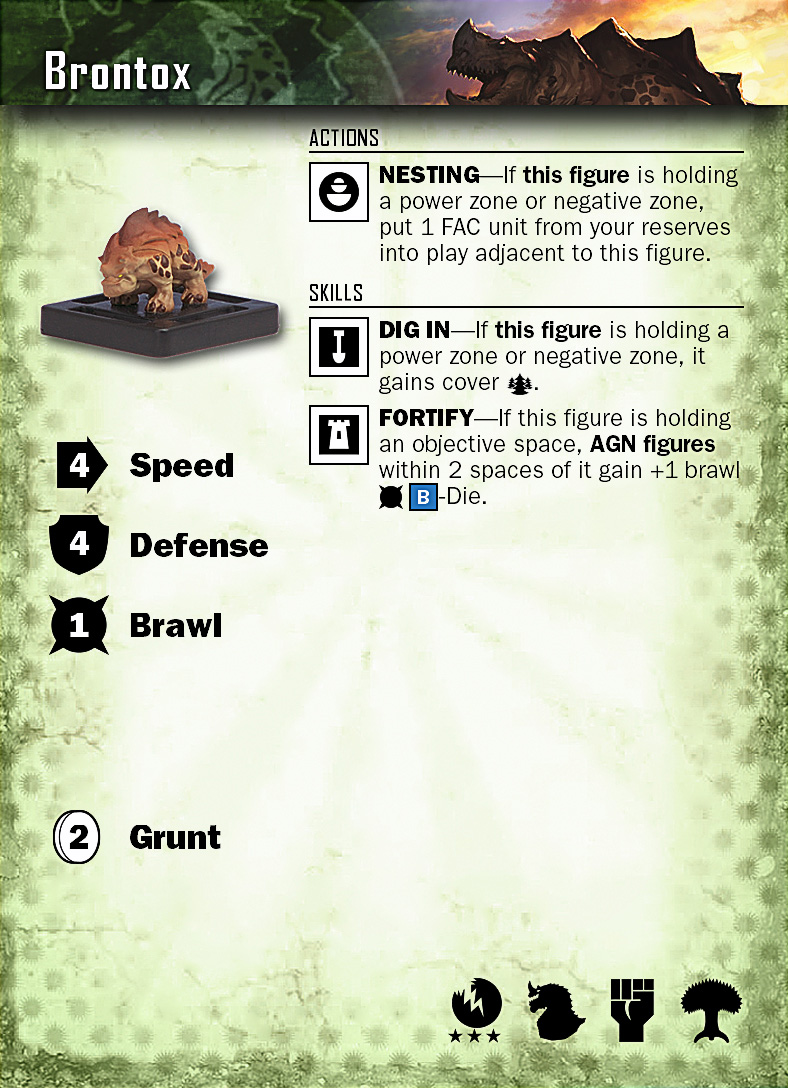 Brontox
ACTIONS
NESTING—If this figure is holding
a power zone or negative zone,
put 1 FAC unit from your reserves
into play adjacent to this figure.
SKILLS
DIG IN—If this figure is holding a
power zone or negative zone, it
gains cover .
FORTIFY—If this figure is holding
an objective space, AGN figures
within 2 spaces of it gain +1 brawl
B-Die.
4 Speed
4 Defense
1 Brawl
2 Grunt